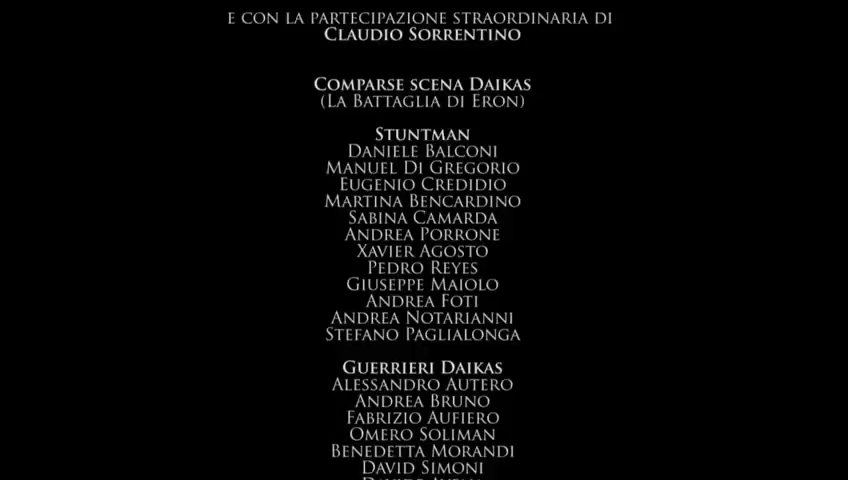 E CON LA PARTECIPAZIONE STRAORDINARIA DI
CLAUDIO SORRENTINO
COMPARSE SCENA DAIKAS
(LA BATTAGLIA DI ERON)
STUNTMAN
DANIELE BALCONI
MANUEL DI GREGORIO
EUGENIO CREDIDIO
MARTINA BENCARDINO
SABINA CAMARDA
ANDREA PORRONE
XAVIER AGOSTO
PEDRO REYES
GIUSEPPE MAIOLO
ANDREA FOTI
ANDREA NOTARIANNI
STEFANO PAGLIALONGA
GUERRIERI DAIKAS
ALESSANDRO AUTERO
ANDREA BRUNO
FABRIZIO AUFIERO
OMERO SOLIMAN
BENEDETTA MORANDI
DAVID SIMONI